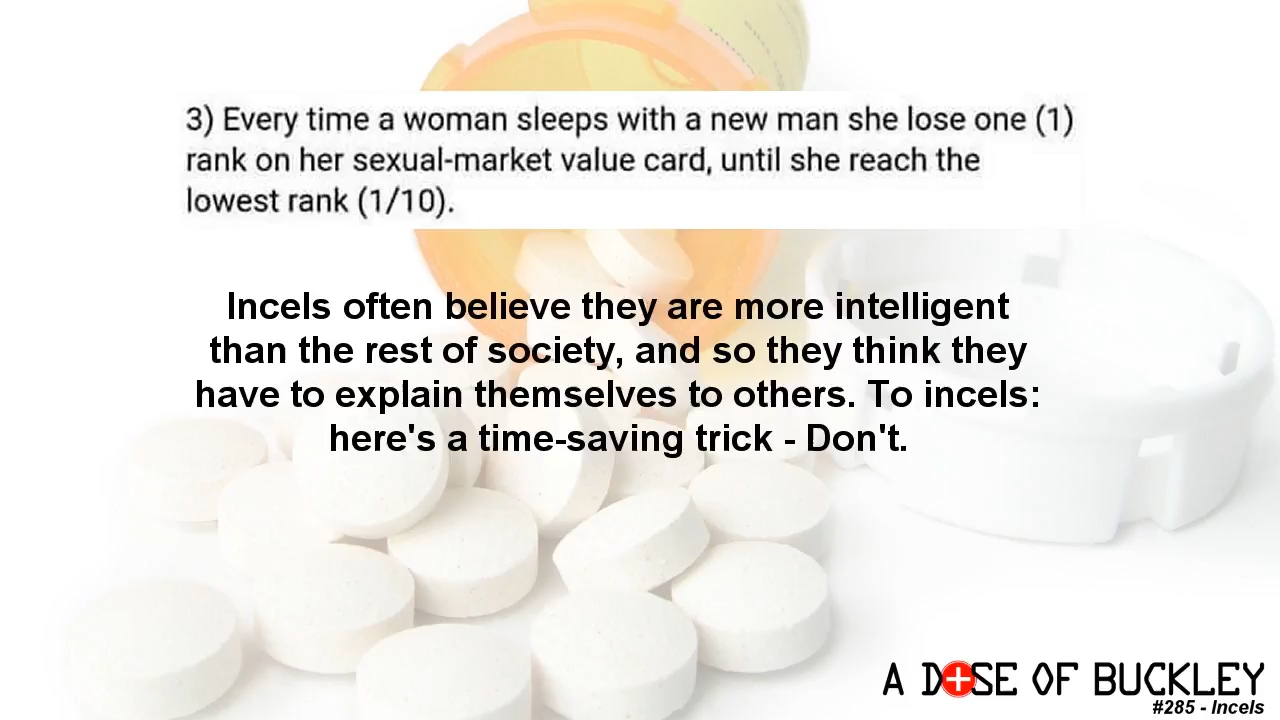 3) Every time a woman sleeps with a new man she lose one (1)
rank on her sexual-market value card, until she reach the
lowest rank (1/10).
Incels often believe they are more intelligent
than the rest of society, and so they think they
have to explain themselves to others. To incels:
here's a time-saving trick - Don't.
A DOSE OF BUCKLEY
#285 - Incels